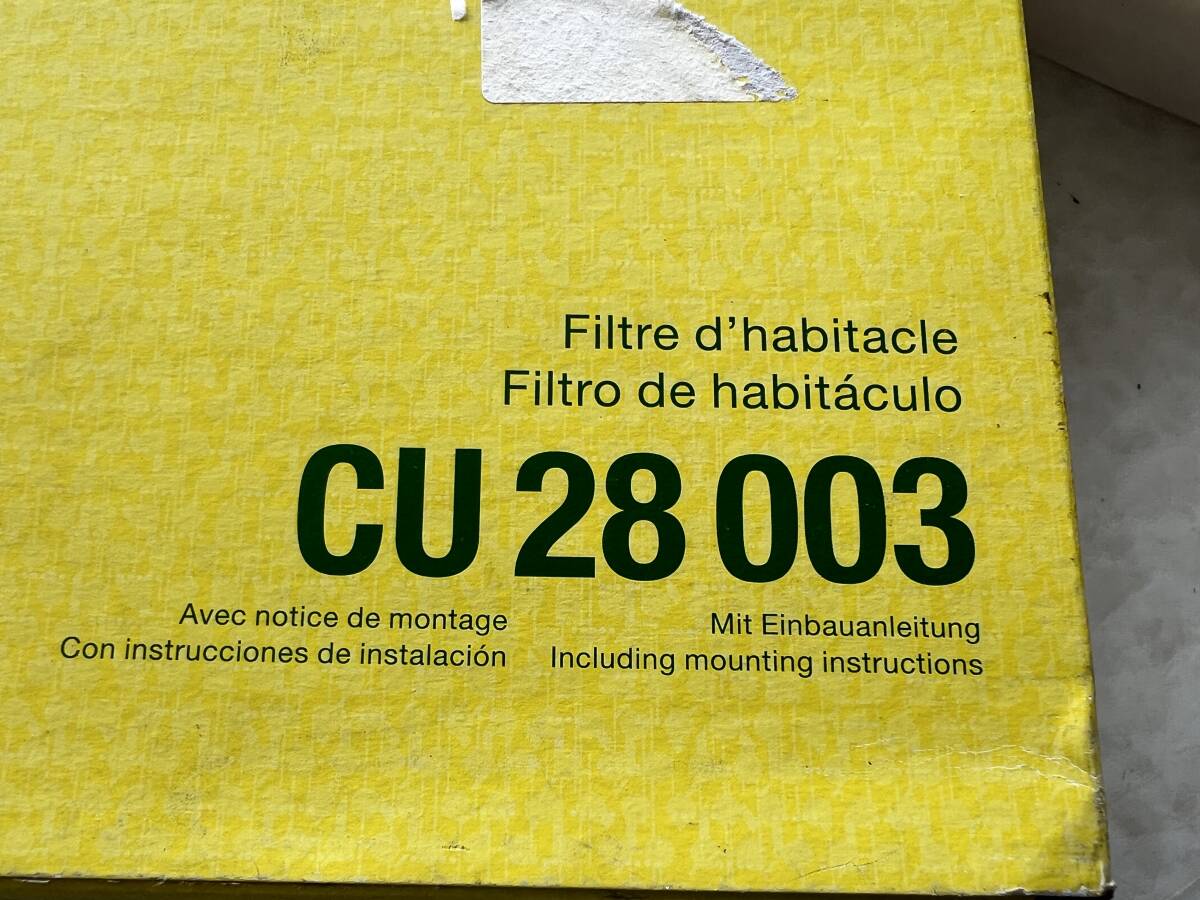 Filtre d’habitacle
Filtro de habitáculo
CU 28 003
Avec notice de montage
Con instrucciones de instalación
Mit Einbauanleitung
Including mounting instructions